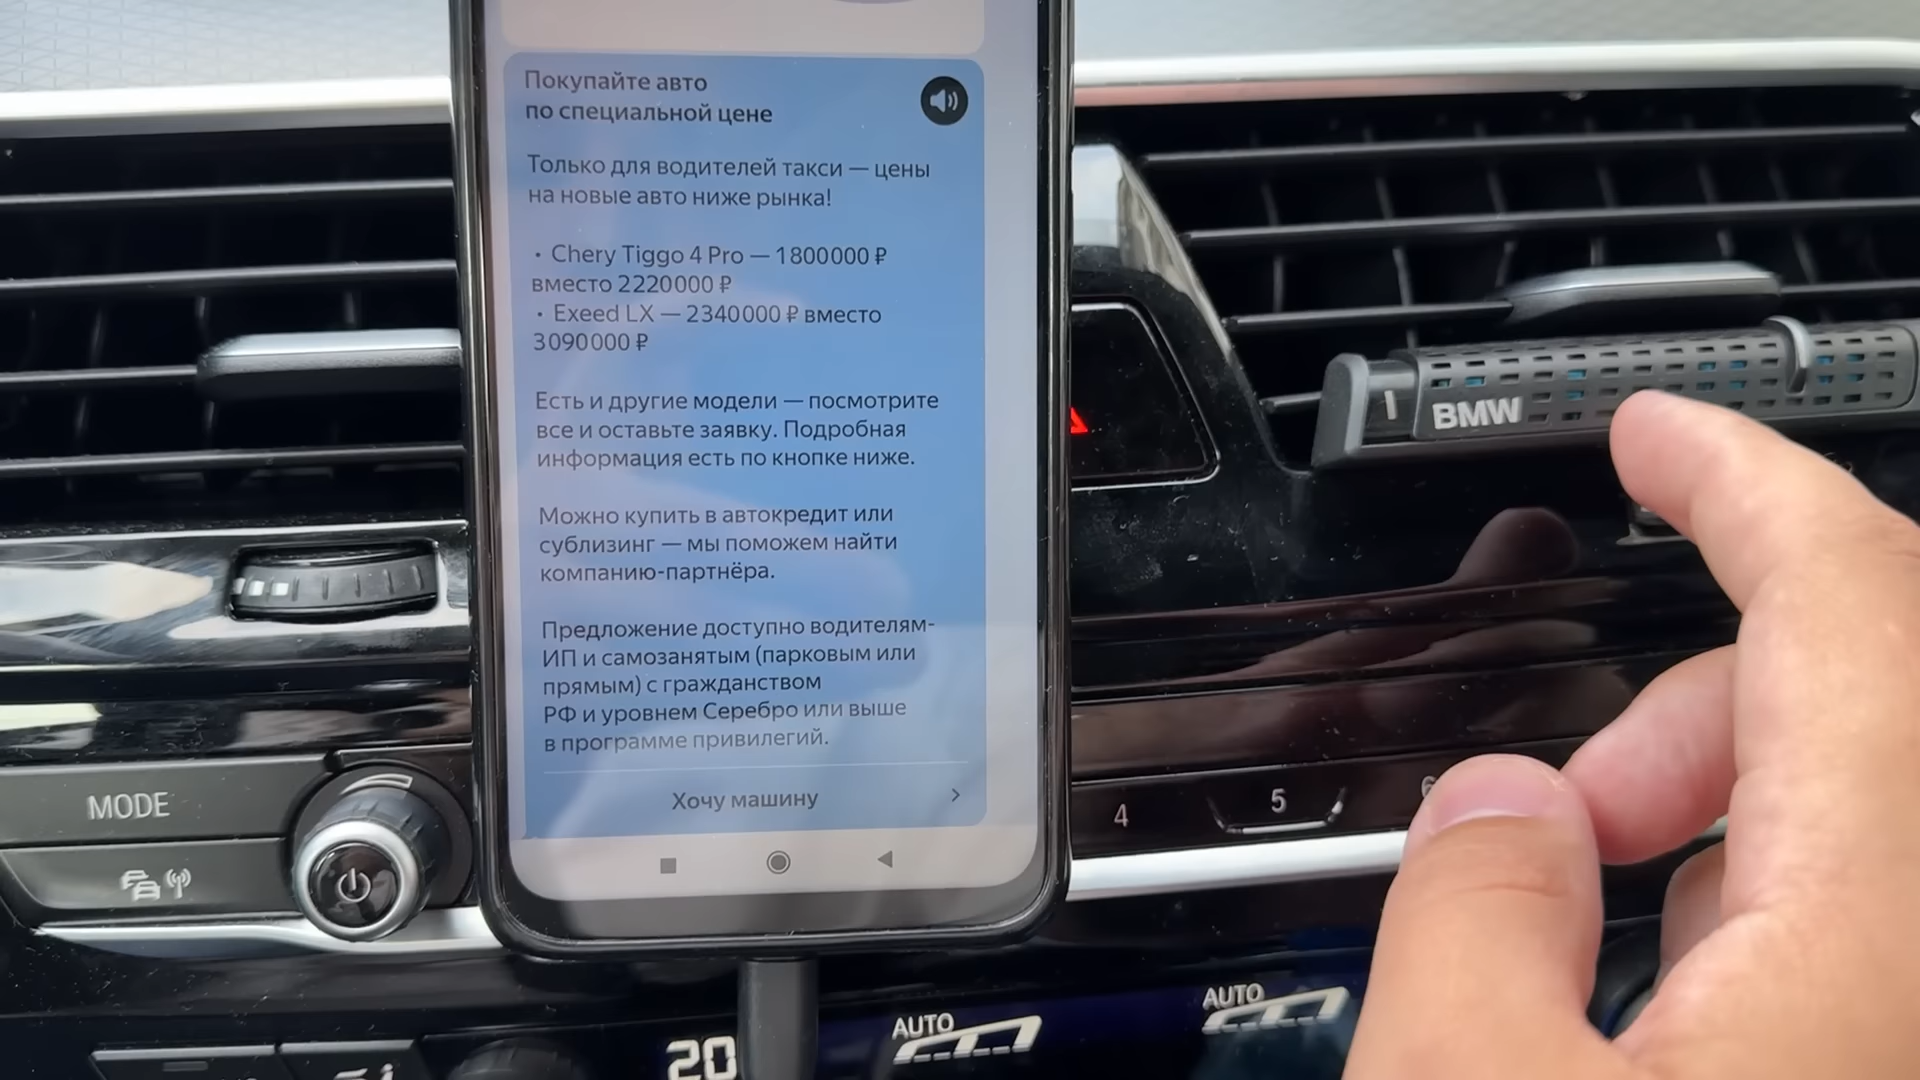 Покупайте авто
по специальной цене
Только для водителей такси — цены
на новые авто ниже рынка!
• Chery Tiggo 4 Pro — 1800000 ₽
вместо 2220000 ₽
• Exeed LX — 2340000 ₽ вместо
3090000 ₽
Есть и другие модели — посмотрите
все и оставьте заявку. Подробная
информация есть по кнопке ниже.
Можно купить в автокредит или
сублизинг — мы поможем найти
компанию-партнёра.
Предложение доступно водителям-
ИП и самозанятым (парковым или
прямым) с гражданством
РФ и уровнем Серебро или выше
в программе привилегий.
Хочу машину
BMW
MODE
4
5
6
AUTO
AUTO
20